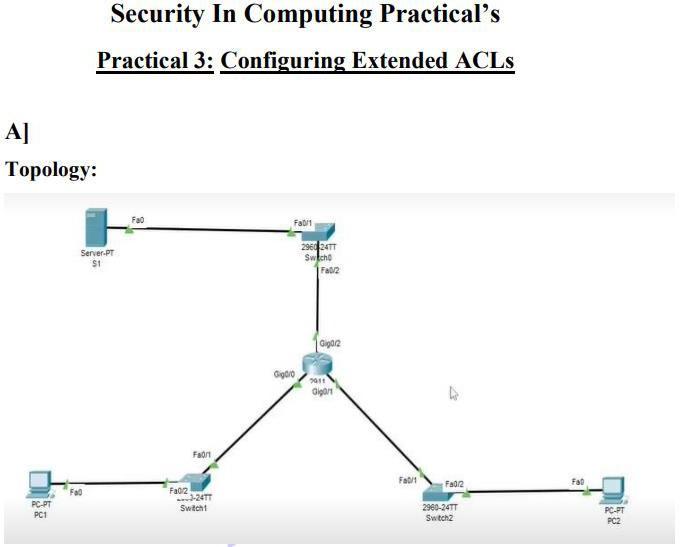 Security In Computing Practical's
Practical 3: Configuring Extended ACLs
A]
Topology:
Fa0
Fa0/1
Server-PT
S1
2960-24TT
Switch0
Fa0/2
Gig0/2
Gig0/0
2911
Gig0/1
Fa0/1
Fa0
Fa0/2
3-24TT
Switch1
PC-PT
PC1
Fa0/1
Fa0/2
Fa0
2960-24TT
Switch2
PC-PT
PC2